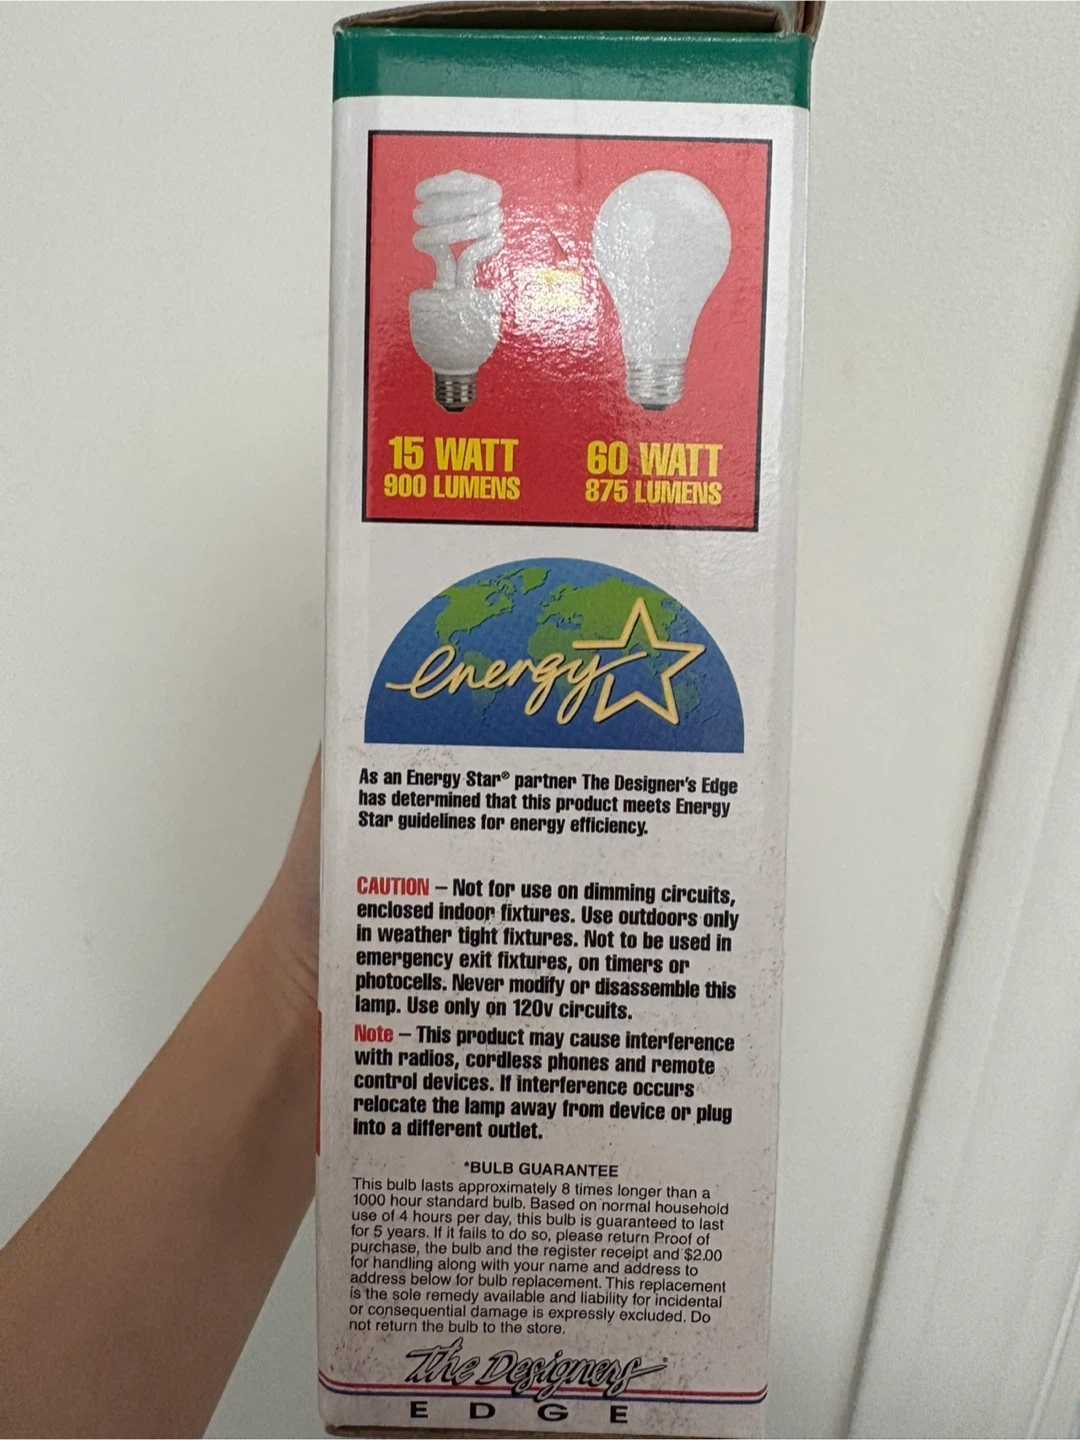 15 WATT 60 WATT
900 LUMENS 875 LUMENS
energy
As an Energy Star® partner The Designer's Edge
has determined that this product meets Energy
Star guidelines for energy efficiency.
CAUTION – Not for use on dimming circuits,
enclosed indoor fixtures. Use outdoors only
in weather tight fixtures. Not to be used in
emergency exit fixtures, on timers or
photocells. Never modify or disassemble this
lamp. Use only on 120v circuits.
Note – This product may cause interference
with radios, cordless phones and remote
control devices. If interference occurs
relocate the lamp away from device or plug
into a different outlet.
*BULB GUARANTEE
This bulb lasts approximately 8 times longer than a
1000 hour standard bulb. Based on normal household
use of 4 hours per day, this bulb is guaranteed to last
for 5 years. If it fails to do so, please return Proof of
purchase, the bulb and the register receipt and $2.00
for handling along with your name and address to
address below for bulb replacement. This replacement
is the sole remedy available and liability for incidental
or consequential damage is expressly excluded. Do
not return the bulb to the store.
The Designers
EDGE